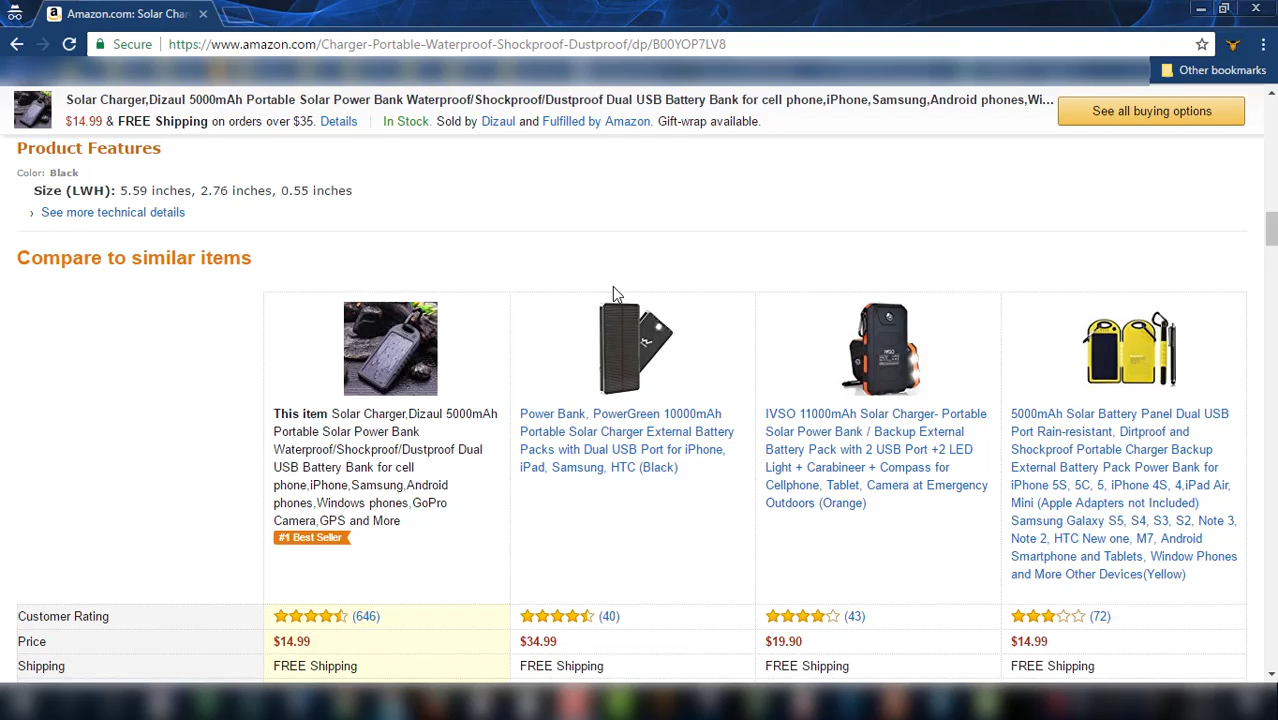 Amazon.com: Solar Char
Secure https://www.amazon.com/Charger-Portable-Waterproof-Shockproof-Dustproof/dp/B00YOP7LV8
Other bookmarks
Solar Charger,Dizaul 5000mAh Portable Solar Power Bank Waterproof/Shockproof/Dustproof Dual USB Battery Bank for cell phone,iPhone,Samsung,Android phones,Wi...
$14.99 & FREE Shipping on orders over $35. Details In Stock. Sold by Dizaul and Fulfilled by Amazon. Gift-wrap available.
See all buying options
Product Features
Color: Black
Size (LWH): 5.59 inches, 2.76 inches, 0.55 inches
› See more technical details
Compare to similar items
This item Solar Charger,Dizaul 5000mAh
Portable Solar Power Bank
Waterproof/Shockproof/Dustproof Dual
USB Battery Bank for cell
phone,iPhone,Samsung,Android
phones,Windows phones,GoPro
Camera,GPS and More
#1 Best Seller
Power Bank, PowerGreen 10000mAh
Portable Solar Charger External Battery
Packs with Dual USB Port for iPhone,
iPad, Samsung, HTC (Black)
IVSO 11000mAh Solar Charger- Portable
Solar Power Bank / Backup External
Battery Pack with 2 USB Port +2 LED
Light + Carabineer + Compass for
Cellphone, Tablet, Camera at Emergency
Outdoors (Orange)
5000mAh Solar Battery Panel Dual USB
Port Rain-resistant, Dirtproof and
Shockproof Portable Charger Backup
External Battery Pack Power Bank for
iPhone 5S, 5C, 5, iPhone 4S, 4,iPad Air,
Mini (Apple Adapters not Included)
Samsung Galaxy S5, S4, S3, S2, Note 3,
Note 2, HTC New one, M7, Android
Smartphone and Tablets, Window Phones
and More Other Devices(Yellow)
Customer Rating (646) (40) (43) (72)
Price $14.99 $34.99 $19.90 $14.99
Shipping FREE Shipping FREE Shipping FREE Shipping FREE Shipping